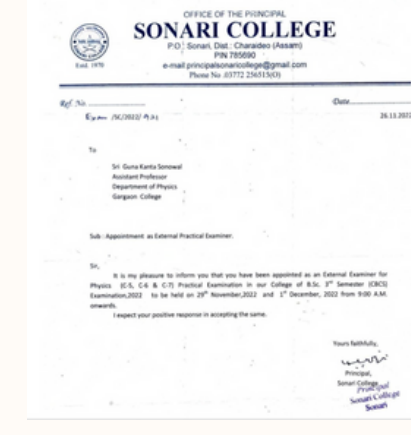 OFFICE OF THE PRINCIPAL
SONARI COLLEGE
P.O.: Sonari, Dist.: Charaideo (Assam)
PIN 785690
e-mail:principalsonaricollege@gmail.com
Phone No .03772 256515(O)
Estd. 1970
Ref. No. Date
/SC/2022/
26.11.2022
To
Sri Guna Kanta Sonowal
Assistant Professor
Department of Physics
Gargaon College
Sub : Appointment as External Practical Examiner.
Sir,
It is my pleasure to inform you that you have been appointed as an External Examiner for
Physics (C-5, C-6 & C-7) Practical Examination in our College of B.Sc. 3rd Semester (CBCS)
Examination,2022 to be held on 29th November,2022 and 1st December, 2022 from 9:00 A.M.
onwards.
I expect your positive response in accepting the same.
Yours faithfully,
Principal,
Sonari College
Principal
Sonari College
Sonari